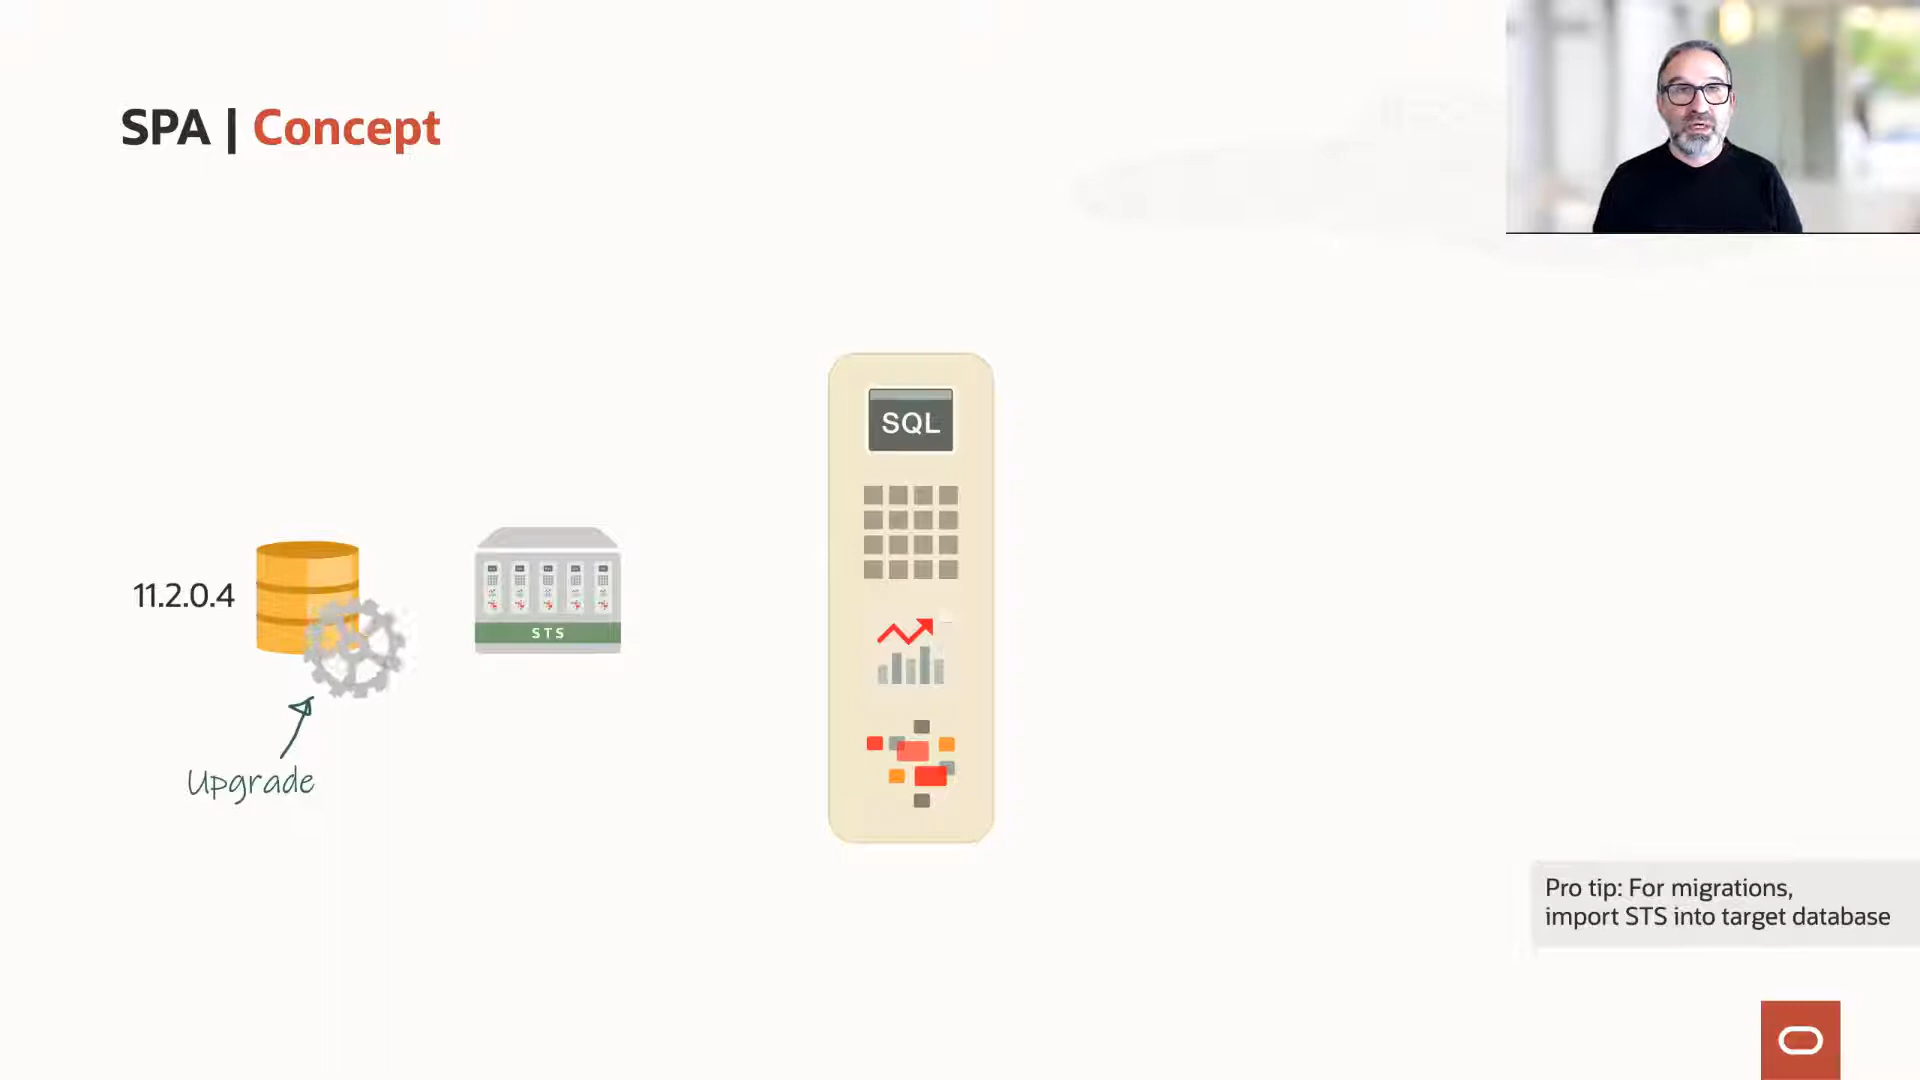 SPA | Concept
SQL
11.2.0.4
STS
Upgrade
Pro tip: For migrations,
import STS into target database